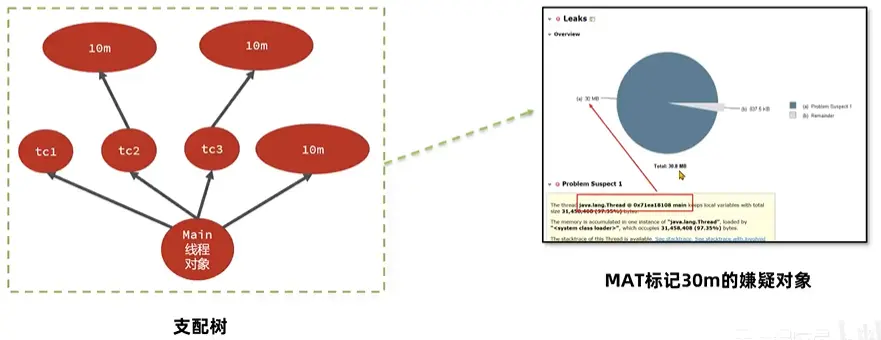 10m
10m
tc1
tc2
tc3
10m
Main
线程
对象
支配树
Leaks
Overview
(a) 30 MB
(b) 837.5 KB
(a) Problem Suspect 1
(b) Remainder
Total: 30.8 MB
Problem Suspect 1
The thread java.lang.Thread @ 0x71ea18108 main keeps local variables with total
size 31,458,408 (97.35%) bytes.
The memory is accumulated in one instance of "java.lang.Thread", loaded by
"<system class loader>", which occupies 31,458,408 (97.35%) bytes.
The stacktrace of this Thread is available. See stacktrace. See stacktrace with involved
MAT标记30m的嫌疑对象